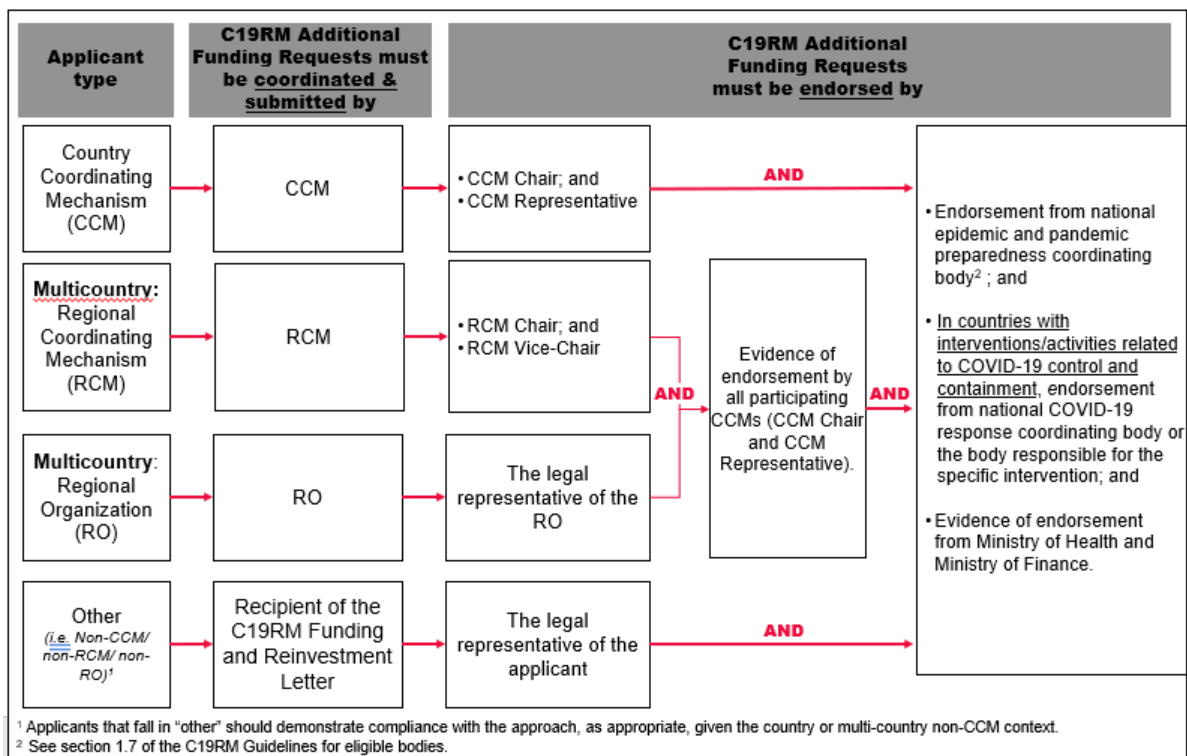 Applicant
type
C19RM Additional
Funding Requests must
be coordinated &
submitted by
C19RM Additional
Funding Requests
must be endorsed by
Country
Coordinating
Mechanism
(CCM)
CCM
• CCM Chair; and
• CCM Representative
AND
Multicountry:
Regional
Coordinating
Mechanism
(RCM)
RCM
• RCM Chair; and
• RCM Vice-Chair
AND
Evidence of
endorsement by
all participating
CCMs (CCM Chair
and CCM
Representative).
AND
Multicountry:
Regional
Organization
(RO)
RO
The legal
representative of the
RO
Other
(i.e. Non-CCM/
non-RCM/ non-
RO)¹
Recipient of the
C19RM Funding
and Reinvestment
Letter
The legal
representative of the
applicant
AND
• Endorsement from national
epidemic and pandemic
preparedness coordinating
body² ; and
• In countries with
interventions/activities related
to COVID-19 control and
containment, endorsement
from national COVID-19
response coordinating body or
the body responsible for the
specific intervention; and
• Evidence of endorsement
from Ministry of Health and
Ministry of Finance.
¹ Applicants that fall in “other” should demonstrate compliance with the approach, as appropriate, given the country or multi-country non-CCM context.
² See section 1.7 of the C19RM Guidelines for eligible bodies.